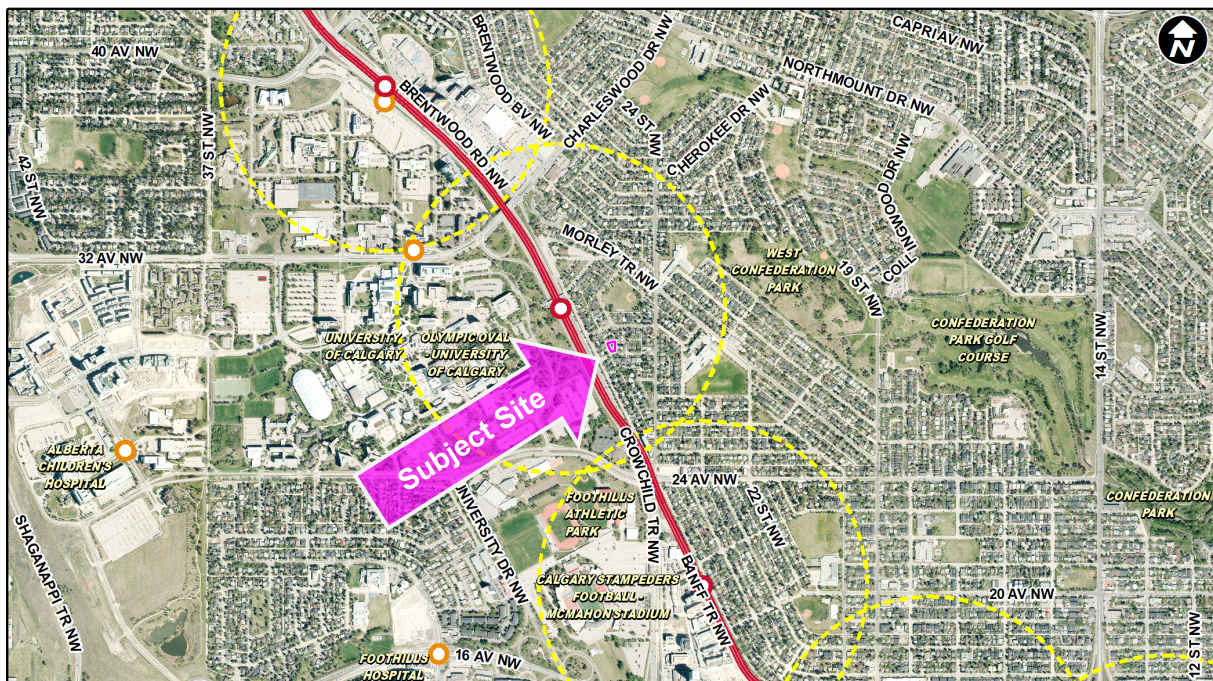 40 AV NW
37 ST NW
42 ST NW
BRENTWOOD RD NW
BRENTWOOD BV NW
CHARLESWOOD DR NW
24 ST NW
CHEROKEE DR NW
CAPRI AV NW
NORTHMOUNT DR NW
COLLINGWOOD DR NW
N
32 AV NW
MORLEY TR NW
WEST
CONFEDERATION
PARK
19 ST NW
CONFEDERATION
PARK GOLF
COURSE
14 ST NW
UNIVERSITY
OF CALGARY
OLYMPIC OVAL
- UNIVERSITY
OF CALGARY
Subject Site
ALBERTA
CHILDREN'S
HOSPITAL
SHAGANAPPI TR NW
UNIVERSITY DR NW
CROWCHILD TR NW
24 AV NW
22 ST NW
FOOTHILLS
ATHLETIC
PARK
CONFEDERATION
PARK
CALGARY STAMPEDERS
FOOTBALL -
MCMAHON STADIUM
BANFF TR NW
20 AV NW
FOOTHILLS
HOSPITAL
16 AV NW
12 ST NW